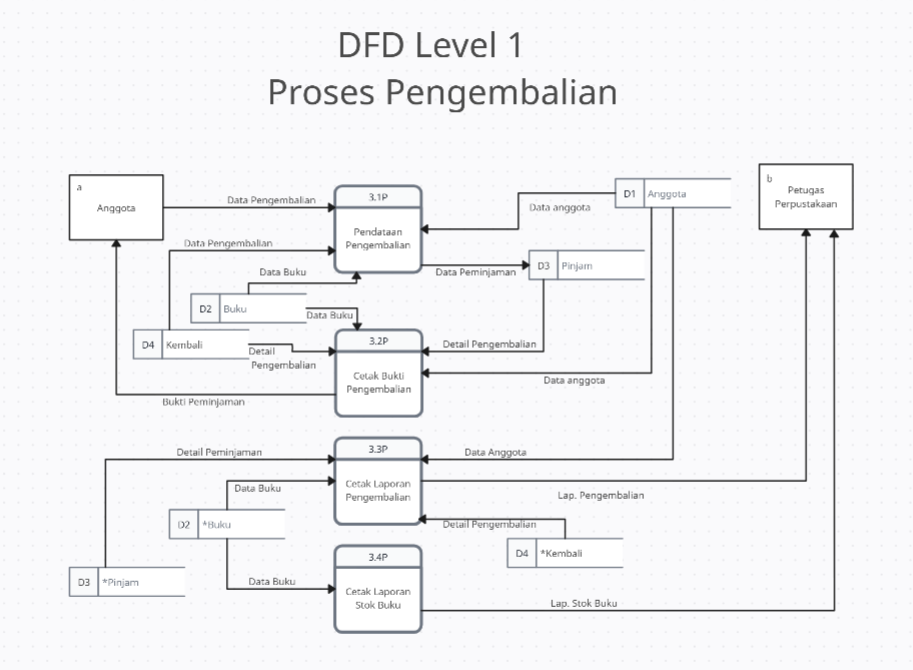 DFD Level 1
Proses Pengembalian
a
Anggota
Data Pengembalian
3.1P
Pendataan
Pengembalian
D1
Anggota
Data anggota
b
Petugas
Perpustakaan
Data Pengembalian
Data Buku
Data Peminjaman
D3
Pinjam
D2
Buku
Data Buku
D4
Kembali
Detail
Pengembalian
3.2P
Cetak Bukti
Pengembalian
Detail Pengembalian
Data anggota
Bukti Peminjaman
Detail Peminjaman
3.3P
Cetak Laporan
Pengembalian
Data Anggota
Data Buku
Lap. Pengembalian
D2
*Buku
Detail Pengembalian
D4
*Kembali
D3
*Pinjam
Data Buku
3.4P
Cetak Laporan
Stok Buku
Lap. Stok Buku